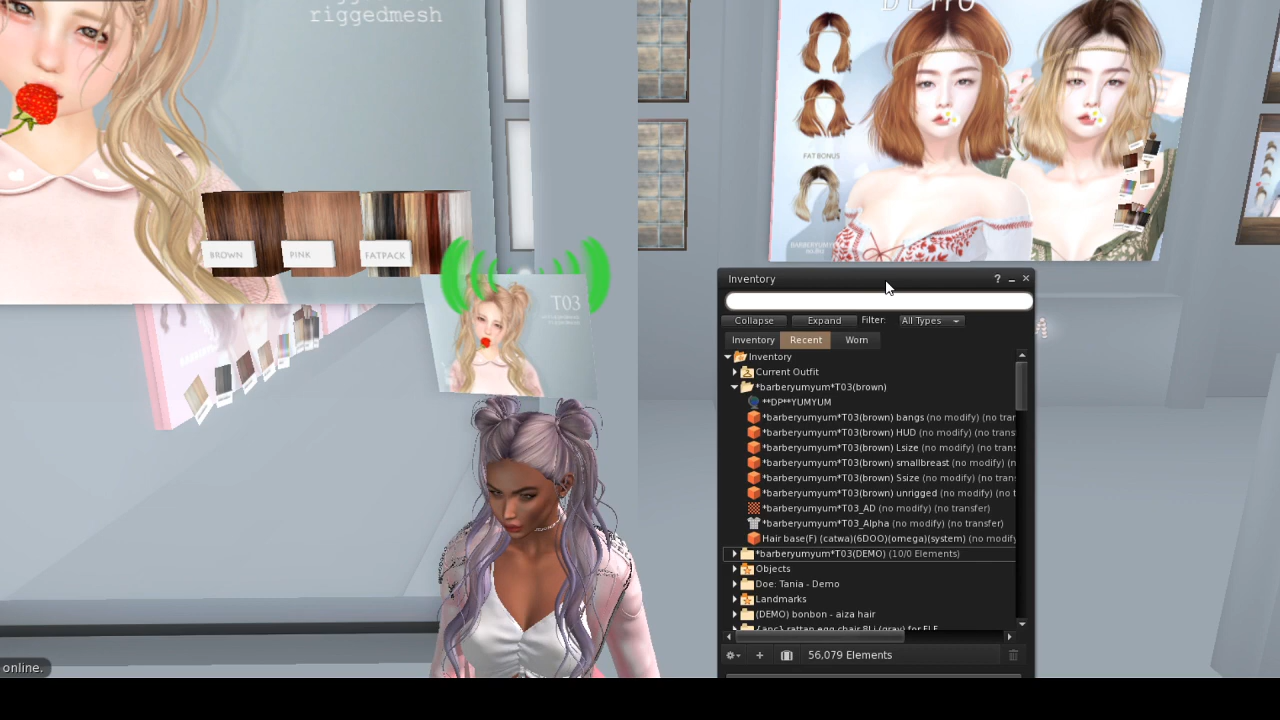 riggedmesh
DEMO
FAT BONUS
BROWN
PINK
FATPACK
T03
Inventory
?
Collapse
Expand
Filter:
All Types
Inventory
Recent
Worn
Inventory
Current Outfit
*barberyumyum*T03(brown)
**DP**YUMYUM
*barberyumyum*T03(brown) bangs (no modify) (no tran
*barberyumyum*T03(brown) HUD (no modify) (no trans
*barberyumyum*T03(brown) Lsize (no modify) (no trans
*barberyumyum*T03(brown) smallbreast (no modify) (n
*barberyumyum*T03(brown) Ssize (no modify) (no trans
*barberyumyum*T03(brown) unrigged (no modify) (no t
*barberyumyum*T03_AD (no modify) (no transfer)
*barberyumyum*T03_Alpha (no modify) (no transfer)
Hair base(F) (catwa)(6DOO)(omega)(system) (no modify
*barberyumyum*T03(DEMO) (10/0 Elements)
Objects
Doe: Tania - Demo
Landmarks
(DEMO) bonbon - aiza hair
56,079 Elements
online.